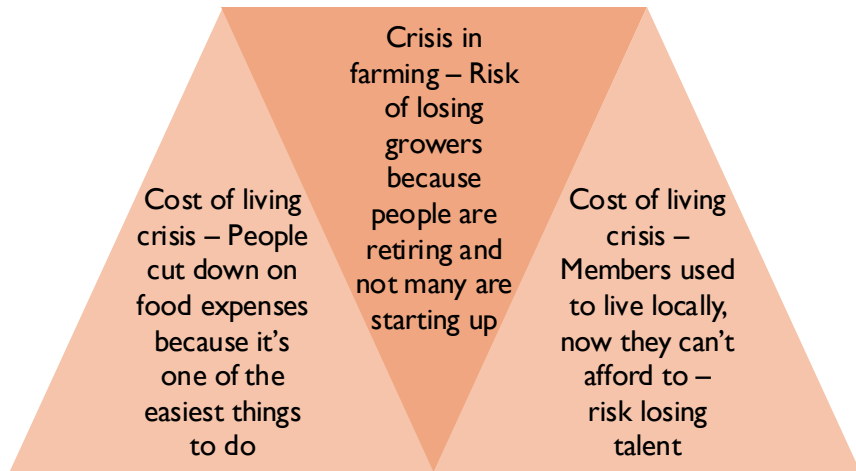 Cost of living
crisis – People
cut down on
food expenses
because it's
one of the
easiest things
to do
Crisis in
farming – Risk
of losing
growers
because
people are
retiring and
not many are
starting up
Cost of living
crisis –
Members used
to live locally,
now they can't
afford to –
risk losing
talent